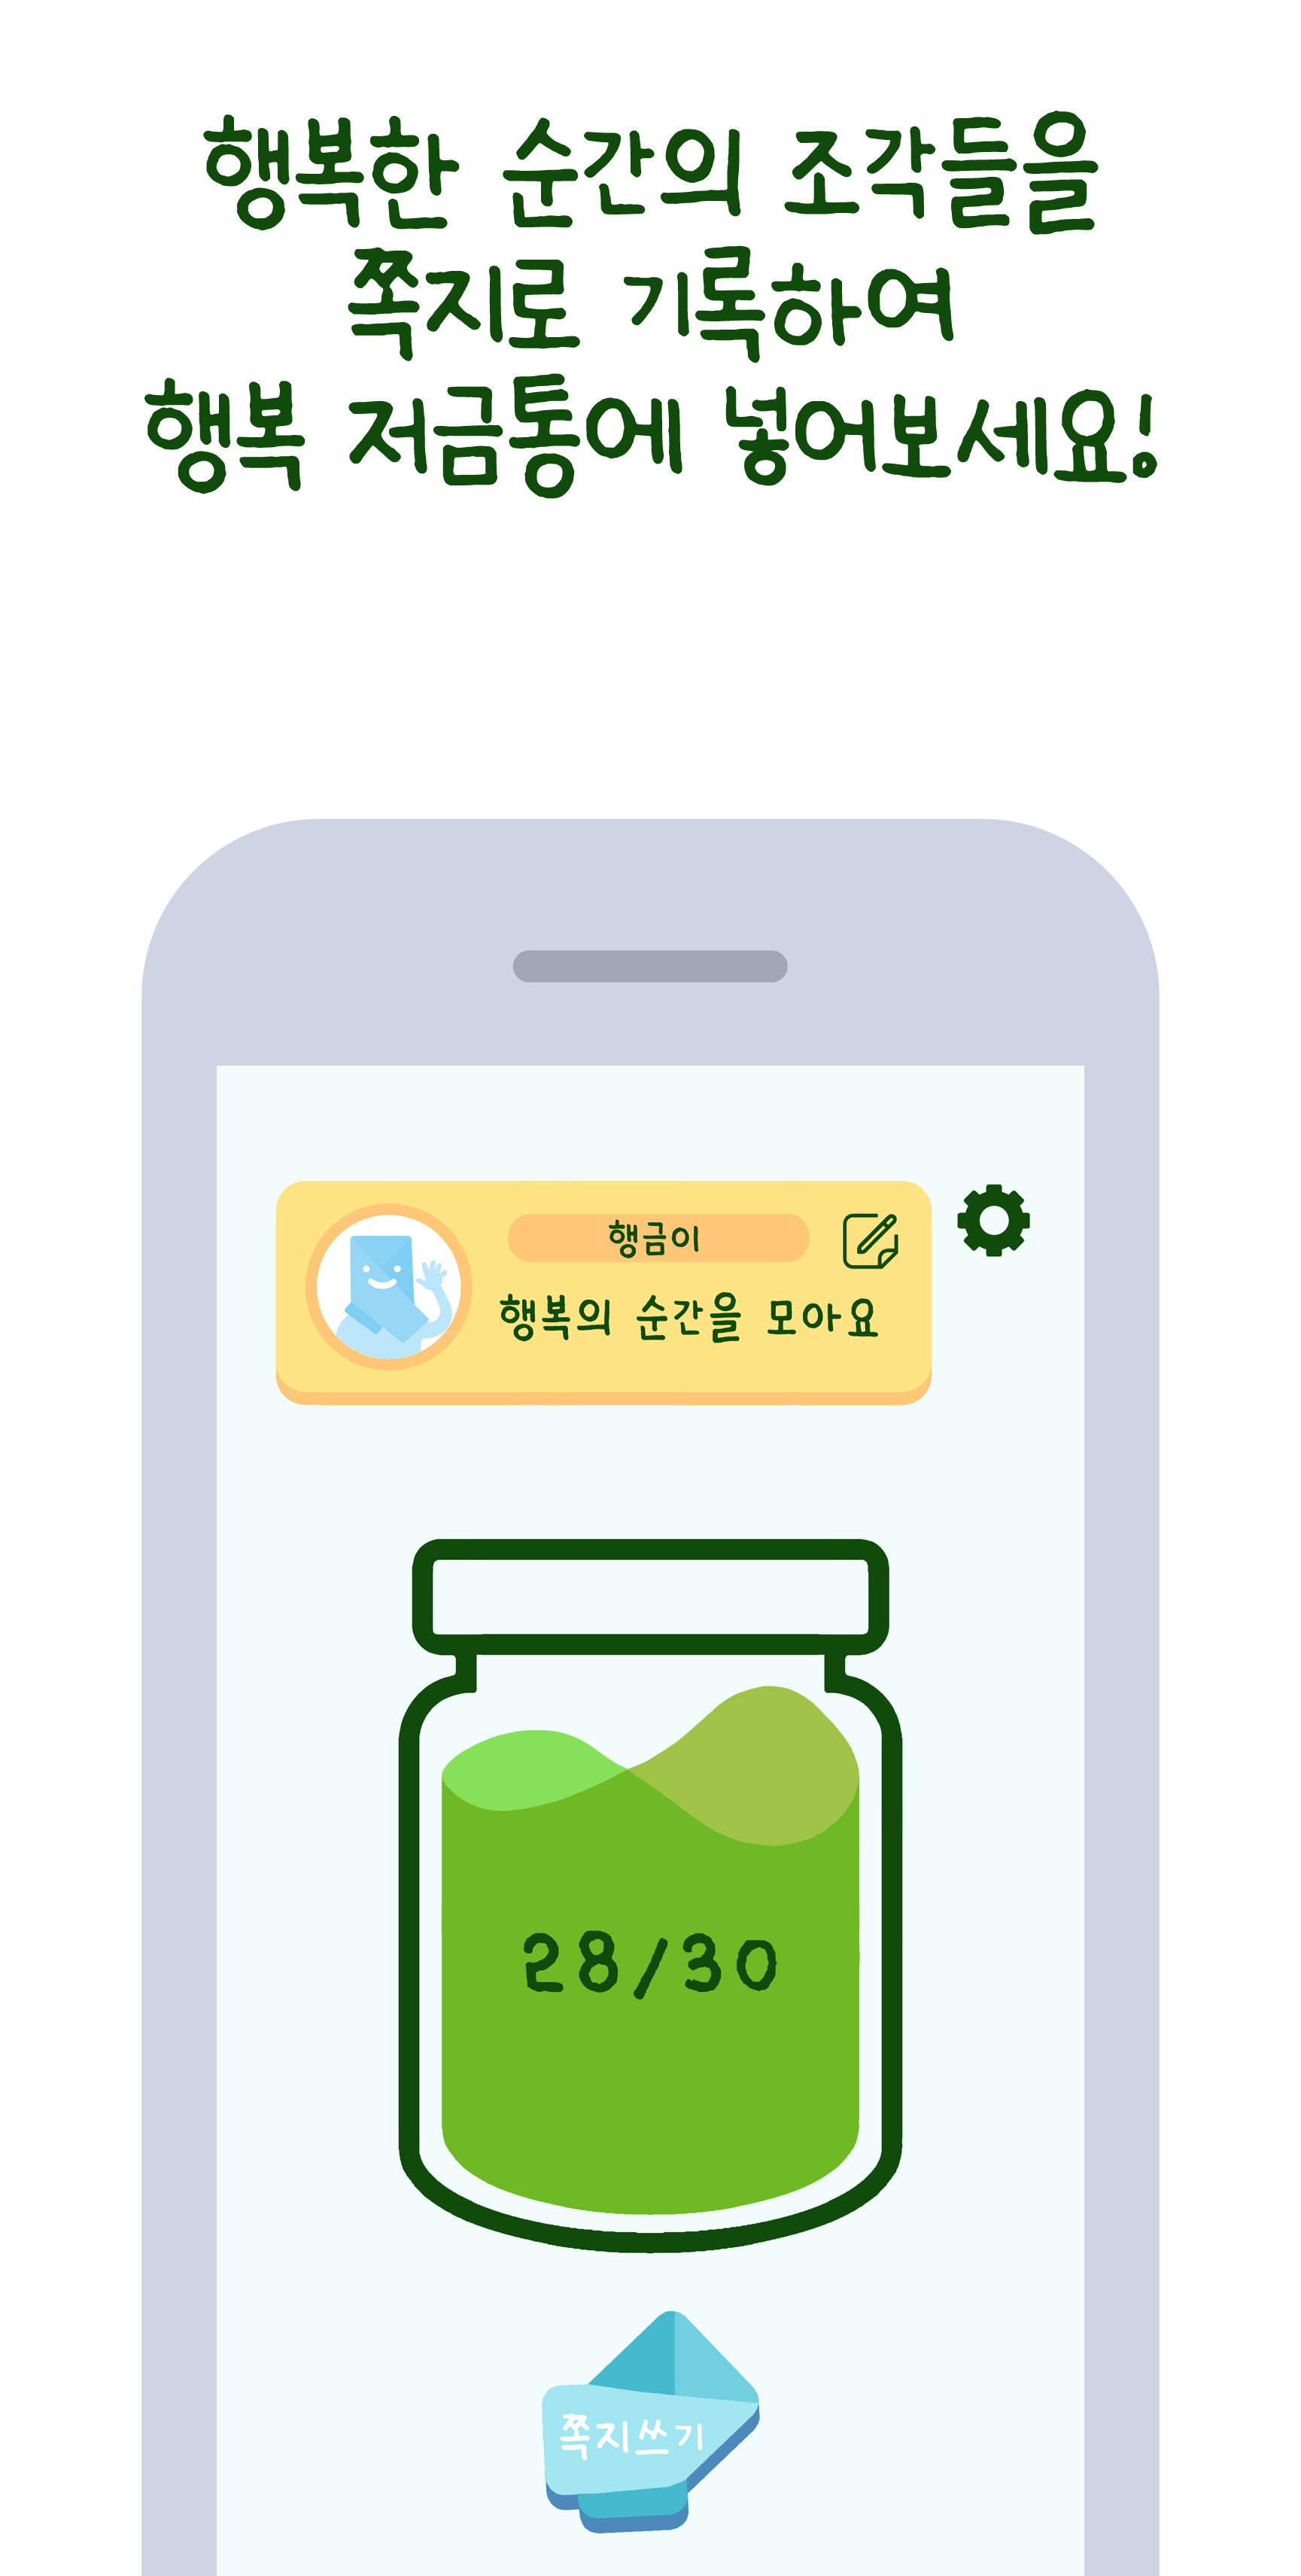 행복한 순간의 조각들을
쪽지로 기록하여
행복 저금통에 넣어보세요!
행금이
행복의 순간을 모아요
28/30
쪽지쓰기